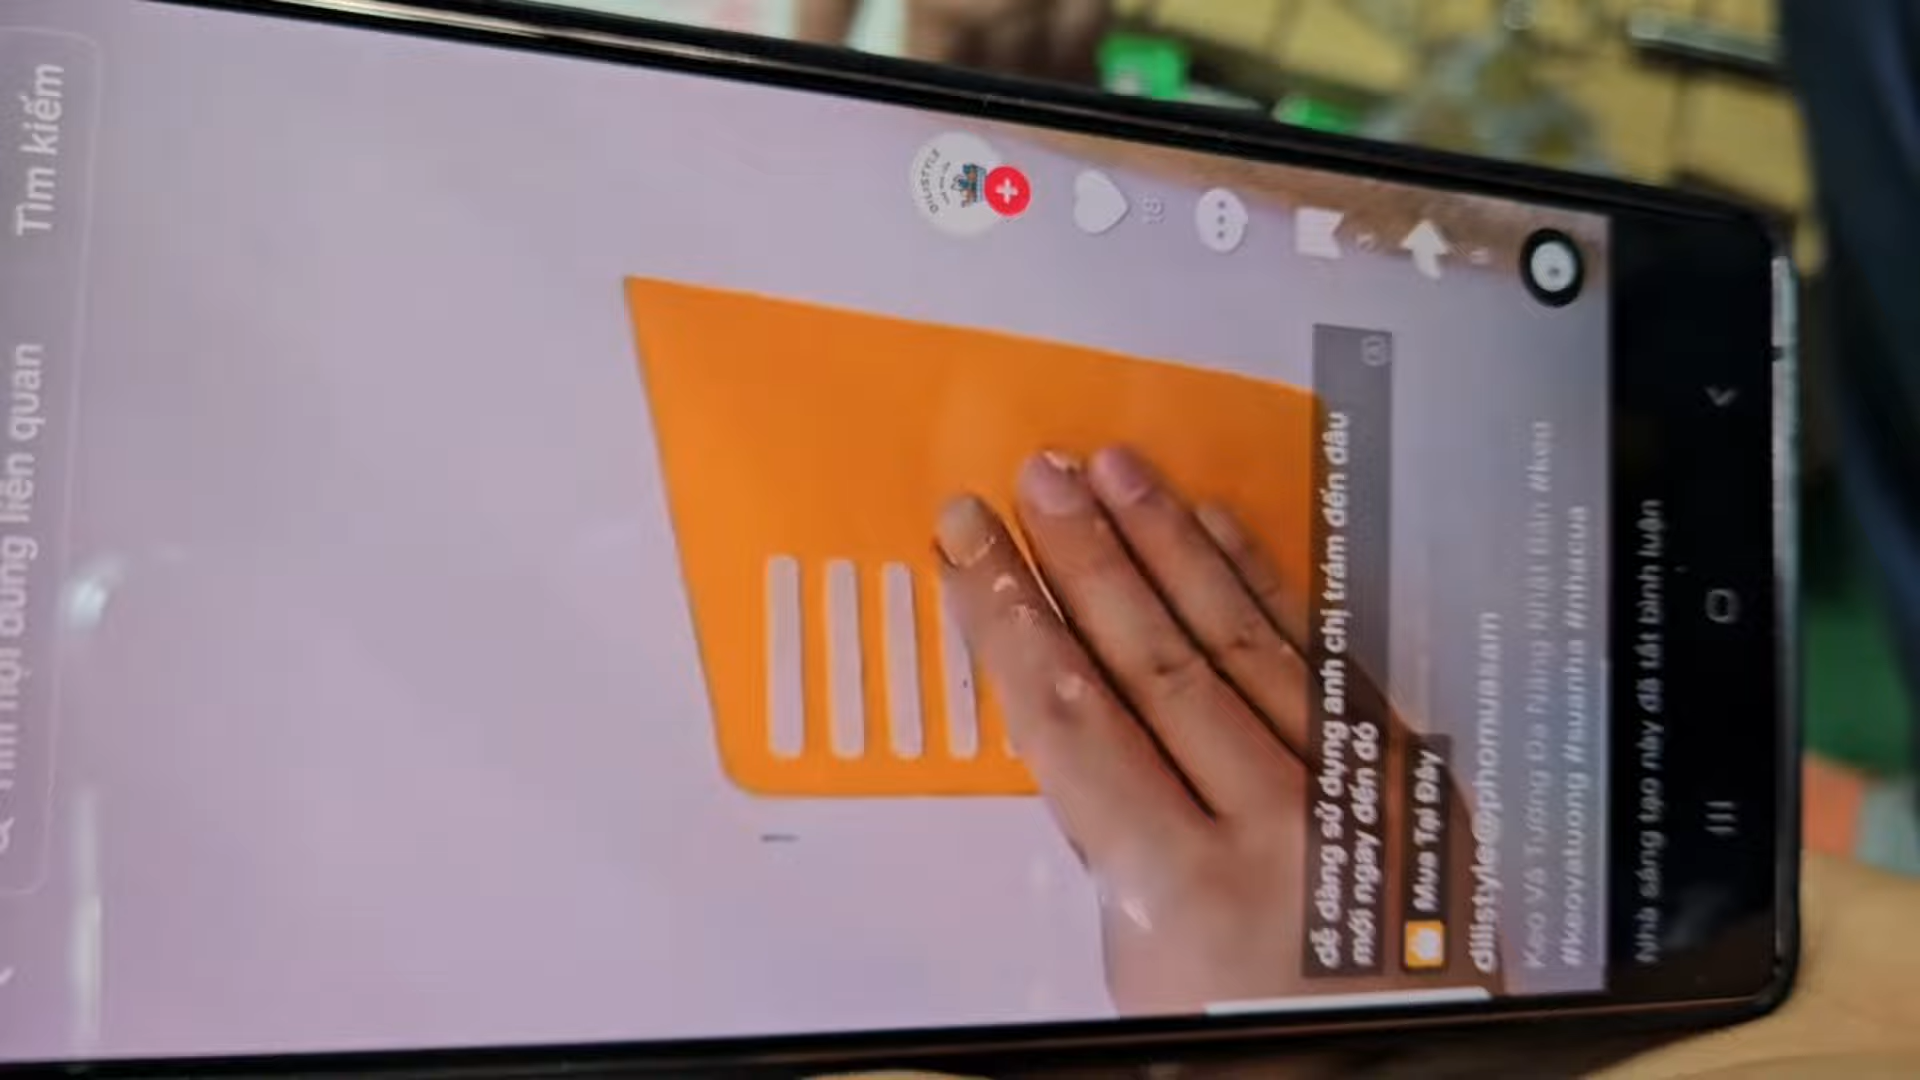 Tìm nội dung liên quan
Tìm kiếm
DILISTYLE
18
dễ dàng sử dụng anh chị trám đến đâu
mới ngay đến đó
Mua Tại Đây
dilistyle@phomuasam
Keo Vá Tường Đa Năng Nhật Bản #keo
#keovatuong #suanha #nhacua
Nhà sáng tạo này đã tắt bình luận